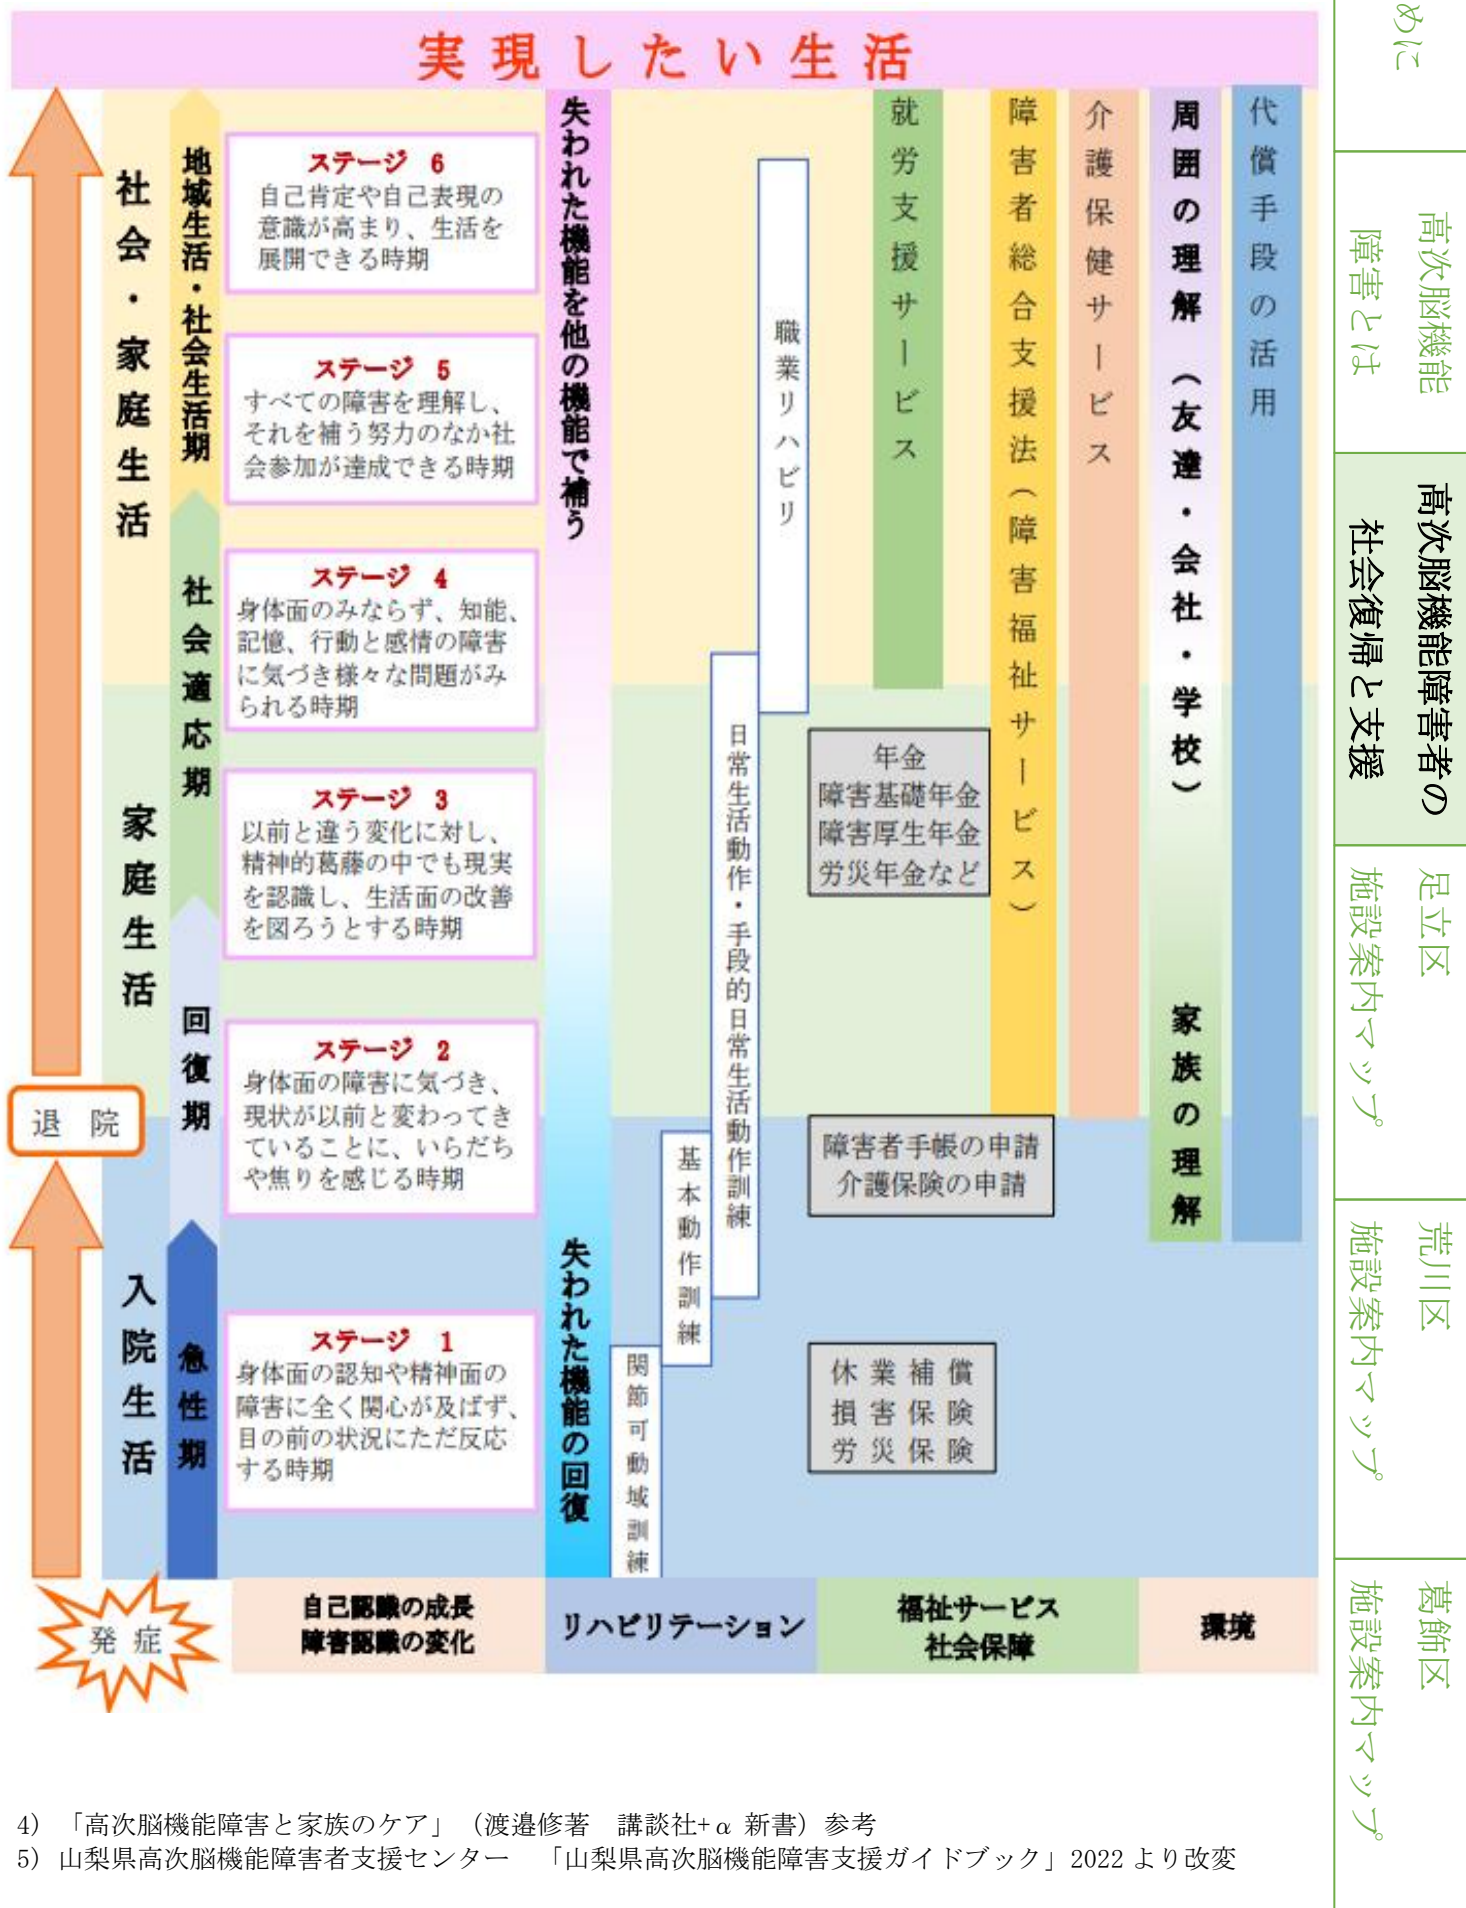 実現したい生活
社会・家庭生活
家庭生活
退院
入院生活
発症
地域生活・社会生活期
社会適応期
回復期
急性期
ステージ 6
自己肯定や自己表現の
意識が高まり、生活を
展開できる時期
ステージ 5
すべての障害を理解し、
それを補う努力のなか社
会参加が達成できる時期
ステージ 4
身体面のみならず、知能、
記憶、行動と感情の障害
に気づき様々な問題がみ
られる時期
ステージ 3
以前と違う変化に対し、
精神的葛藤の中でも現実
を認識し、生活面の改善
を図ろうとする時期
ステージ 2
身体面の障害に気づき、
現状が以前と変わってき
ていることに、いらだち
や焦りを感じる時期
ステージ 1
身体面の認知や精神面の
障害に全く関心が及ばず、
目の前の状況にただ反応
する時期
失われた機能を他の機能で補う
失われた機能の回復
関節可動域訓練
基本動作訓練
日常生活動作・手段的日常生活動作訓練
職業リハビリ
就労支援サービス
障害者総合支援法（障害福祉サービス）
介護保健サービス
周囲の理解（友達・会社・学校）
家族の理解
代償手段の活用
年金
障害基礎年金
障害厚生年金
労災年金など
障害者手帳の申請
介護保険の申請
休業補償
損害保険
労災保険
自己認識の成長
障害認識の変化
リハビリテーション
福祉サービス
社会保障
環境
4）「高次脳機能障害と家族のケア」（渡邉修著　講談社+α 新書）参考
5）山梨県高次脳機能障害者支援センター　「山梨県高次脳機能障害支援ガイドブック」2022 より改変
めに
高次脳機能
障害とは
高次脳機能障害者の
社会復帰と支援
足立区
施設案内マップ
荒川区
施設案内マップ
葛飾区
施設案内マップ